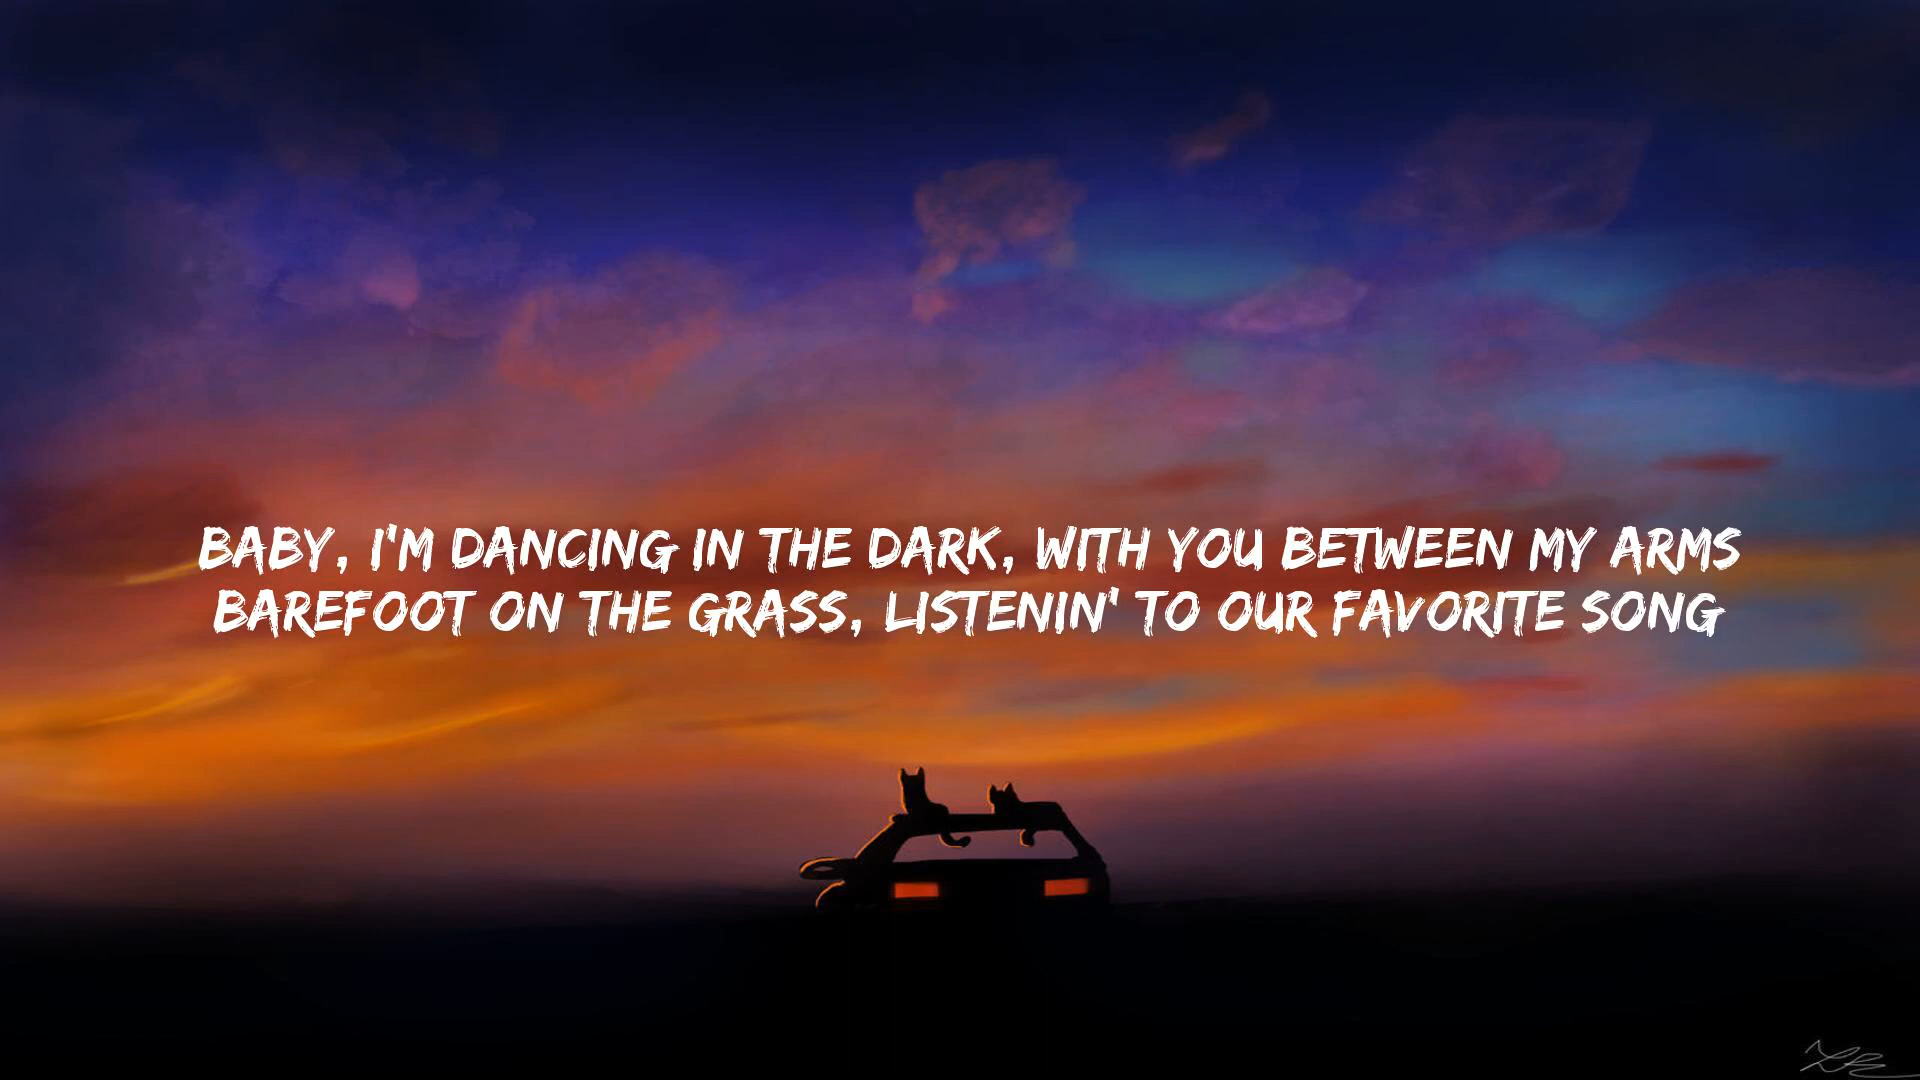 BABY, I'M DANCING IN THE DARK, WITH YOU BETWEEN MY ARMS
BAREFOOT ON THE GRASS, LISTENIN' TO OUR FAVORITE SONG